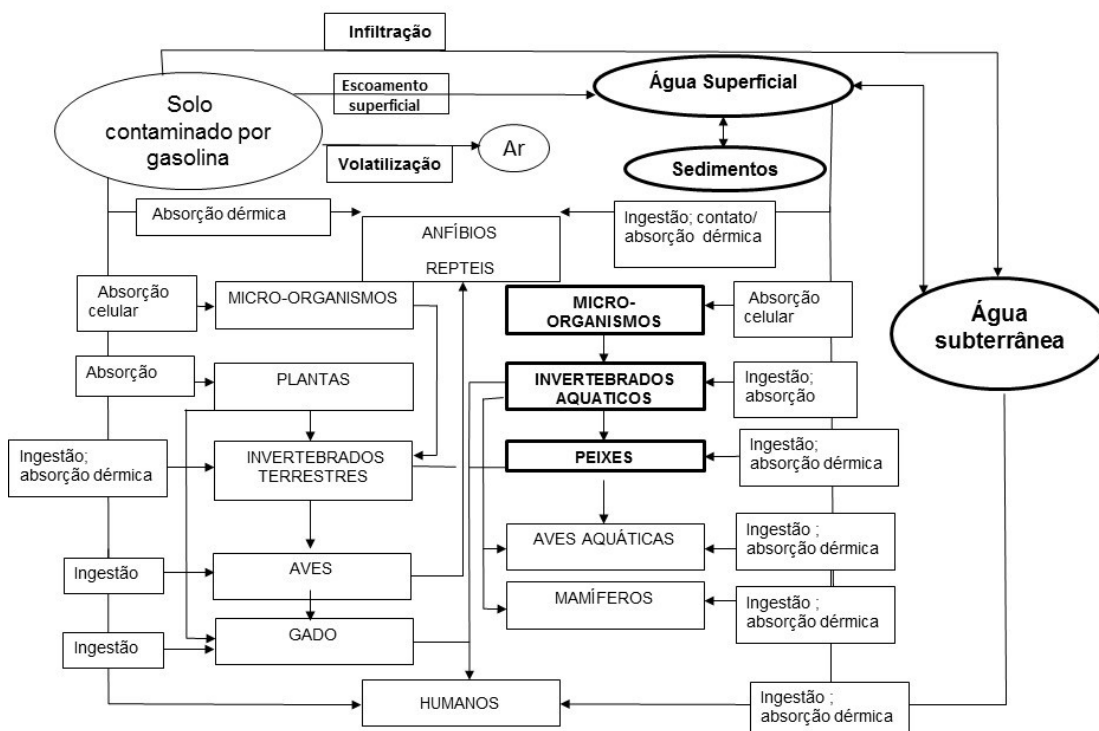 Infiltração
Solo
contaminado por
gasolina
Escoamento
superficial
Água Superficial
Volatilização
Ar
Sedimentos
Absorção dérmica
Ingestão; contato/
absorção dérmica
ANFÍBIOS
REPTEIS
Absorção
celular
MICRO-ORGANISMOS
MICRO-
ORGANISMOS
Absorção
celular
Água
subterrânea
Absorção
PLANTAS
INVERTEBRADOS
AQUATICOS
Ingestão;
absorção
Ingestão;
absorção dérmica
INVERTEBRADOS
TERRESTRES
PEIXES
Ingestão;
absorção dérmica
AVES AQUÁTICAS
Ingestão ;
absorção dérmica
Ingestão
AVES
MAMÍFEROS
Ingestão ;
absorção dérmica
Ingestão
GADO
HUMANOS
Ingestão ;
absorção dérmica